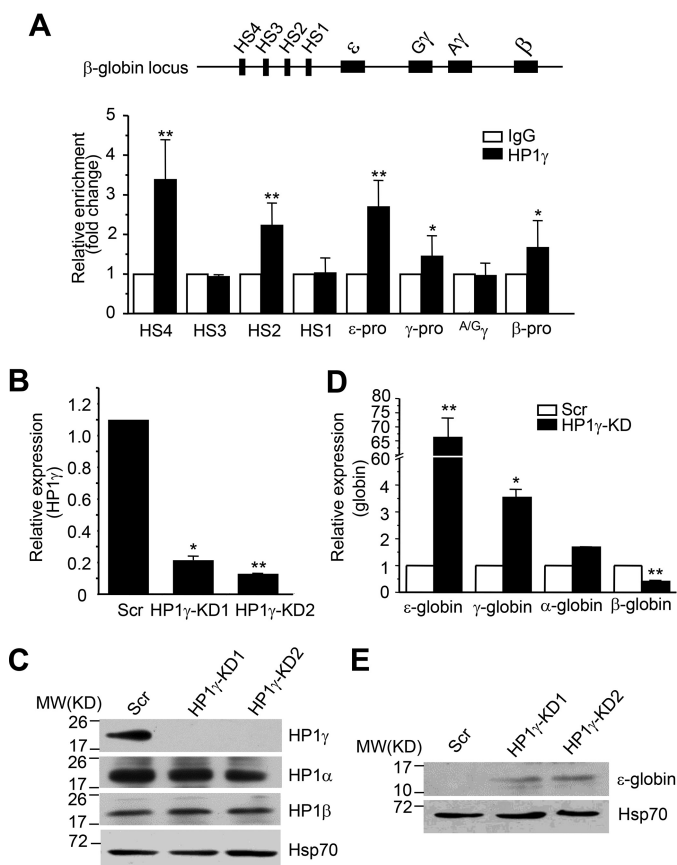 A
HS4 HS3 HS2 HS1 ε Gγ Aγ β
β-globin locus
Relative enrichment
(fold change)
5
4
3
2
1
0
IgG
HP1γ
** ** ** * *
HS4 HS3 HS2 HS1 ε-pro γ-pro A/Gγ β-pro
B
Relative expression
(HP1γ)
1.2
1.0
0.8
0.6
0.4
0.2
0
* **
Scr HP1γ-KD1 HP1γ-KD2
D
Relative expression
(globin)
80
75
70
65
60
4
3
2
1
0
Scr
HP1γ-KD
** * **
ε-globin γ-globin α-globin β-globin
C
MW(KD) Scr HP1γ-KD1 HP1γ-KD2
26
17
HP1γ
26
17
HP1α
26
17
HP1β
72
Hsp70
E
MW(KD) Scr HP1γ-KD1 HP1γ-KD2
17
10
ε-globin
72
Hsp70